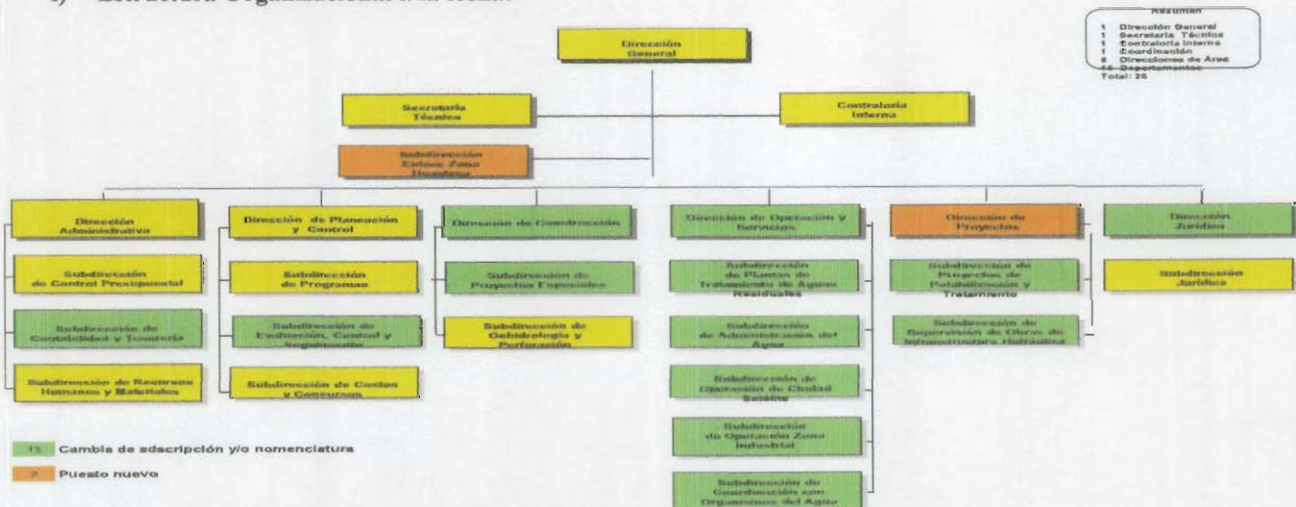 Estructura Organizacional a la fecha.
Resumen
1 Dirección General
1 Secretaría Técnica
1 Contraloría Interna
1 Coordinación
Direcciones de Área
Departamentos
Total: 26
Dirección
General
Secretaría
Técnica
Contraloría
Interna
Subdirección
Enlace Zona
Huasteca
Dirección
Administrativa
Subdirección
de Control Presupuestal
Subdirección de
Contabilidad y Tesorería
Subdirección de Recursos
Humanos y Materiales
Dirección de Planeación
y Control
Subdirección
de Programas
Subdirección de
Evaluación, Control y
Seguimiento
Subdirección de Costos
y Concursos
Dirección de Construcción
Subdirección de
Proyectos Especiales
Subdirección de
Gehidrología y
Perforación
Dirección de Operación y
Servicios
Subdirección
de Plantas de
Tratamiento de Aguas
Residuales
Subdirección
de Administración del
Agua
Subdirección de
Operación de Ciudad
Satélite
Subdirección
de Operación Zona
Industrial
Subdirección de
Coordinación con
Organismos del Agua
Dirección de
Proyectos
Subdirección de
Proyectos de
Potabilización y
Tratamiento
Subdirección de
Supervisión de Obras de
Infraestructura Hidráulica
Dirección
Jurídica
Subdirección
Jurídica
Cambia de adscripción y/o nomenclatura
Puesto nuevo